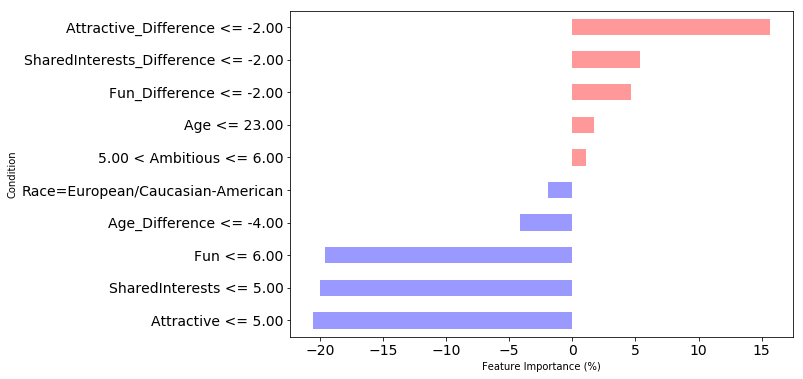 Attractive_Difference <= -2.00
SharedInterests_Difference <= -2.00
Fun_Difference <= -2.00
Age <= 23.00
5.00 < Ambitious <= 6.00
Race=European/Caucasian-American
Age_Difference <= -4.00
Fun <= 6.00
SharedInterests <= 5.00
Attractive <= 5.00
Condition
−20 −15 −10 −5 0 5 10 15
Feature Importance (%)